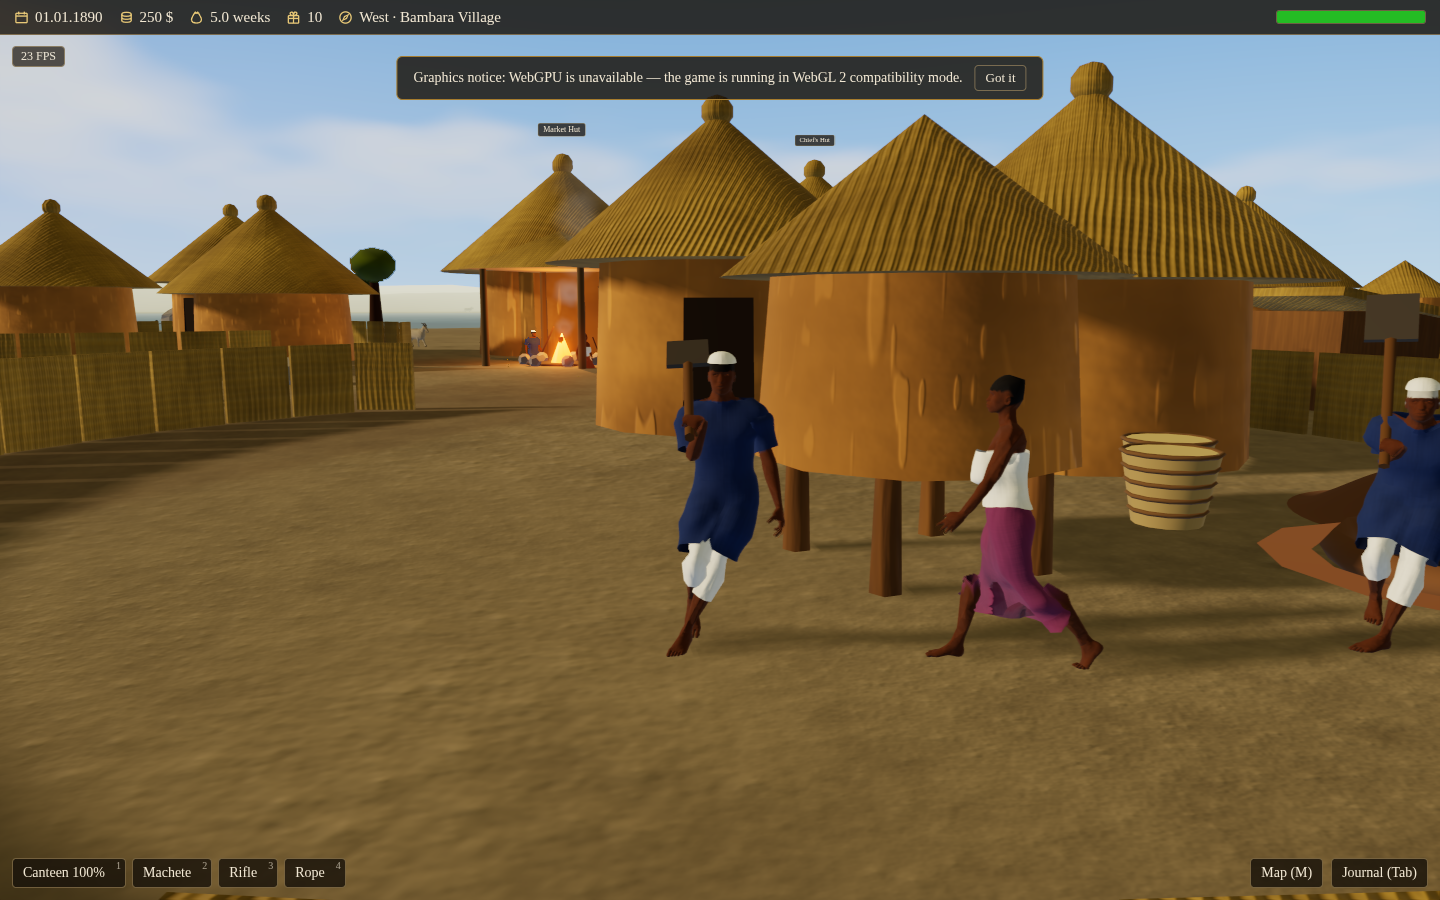 01.01.1890 250 $ 5.0 weeks 10 West · Bambara Village
23 FPS
Graphics notice: WebGPU is unavailable — the game is running in WebGL 2 compatibility mode. Got it
Market Hut
Chief's Hut
Canteen 100% 1 Machete 2 Rifle 3 Rope 4
Map (M) Journal (Tab)